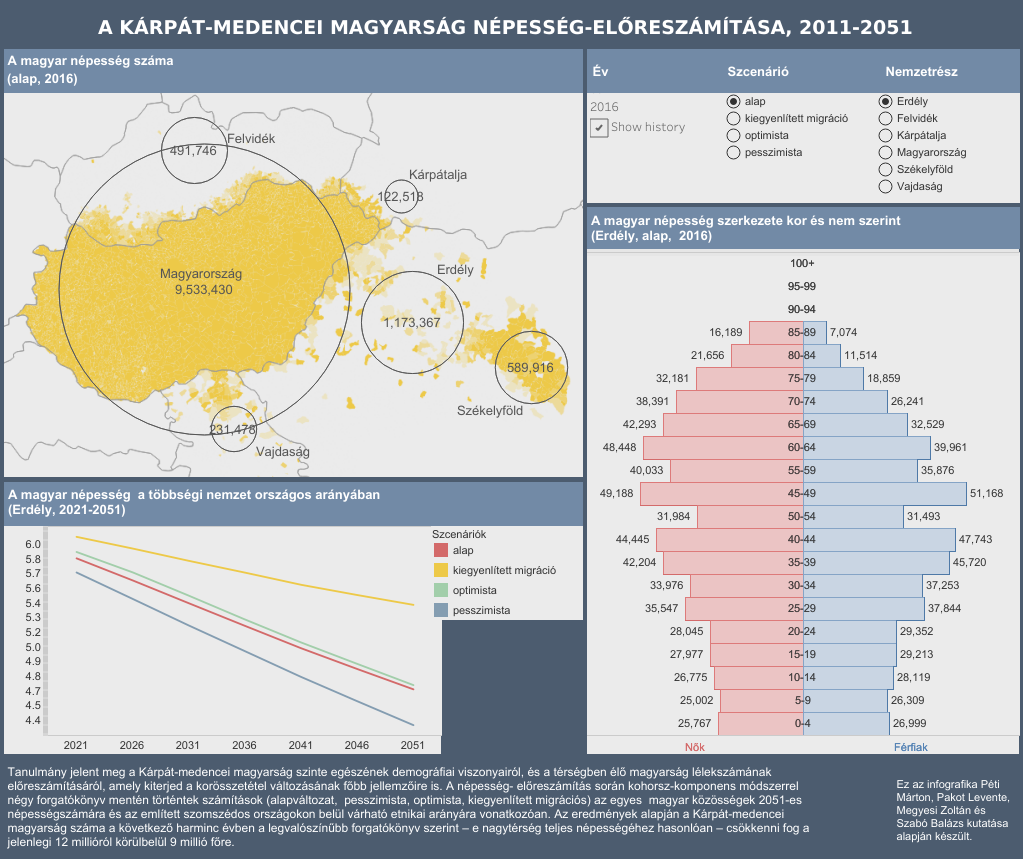 A KÁRPÁT-MEDENCEI MAGYARSÁG NÉPESSÉG-ELŐRESZÁMÍTÁSA, 2011-2051
A magyar népesség száma
(alap, 2016)
Felvidék
491,746
Kárpátalja
122,518
Magyarország
9,533,430
Erdély
1,173,367
589,916
Székelyföld
231,478
Vajdaság
Év
Szcenárió
Nemzetrész
2016
Show history
alap
kiegyenlített migráció
optimista
pesszimista
Erdély
Felvidék
Kárpátalja
Magyarország
Székelyföld
Vajdaság
A magyar népesség szerkezete kor és nem szerint
(Erdély, alap, 2016)
100+
95-99
90-94
16,189 85-89 7,074
21,656 80-84 11,514
32,181 75-79 18,859
38,391 70-74 26,241
42,293 65-69 32,529
48,448 60-64 39,961
40,033 55-59 35,876
49,188 45-49 51,168
31,984 50-54 31,493
44,445 40-44 47,743
42,204 35-39 45,720
33,976 30-34 37,253
35,547 25-29 37,844
28,045 20-24 29,352
27,977 15-19 29,213
26,775 10-14 28,119
25,002 5-9 26,309
25,767 0-4 26,999
Nők Férfiak
A magyar népesség a többségi nemzet országos arányában
(Erdély, 2021-2051)
6.0
5.8
5.7
5.6
5.4
5.3
5.2
5.0
4.9
4.8
4.7
4.5
4.4
2021 2026 2031 2036 2041 2046 2051
Szcenáriók
alap
kiegyenlített migráció
optimista
pesszimista
Tanulmány jelent meg a Kárpát-medencei magyarság szinte egészének demográfiai viszonyairól, és a térségben élő magyarság lélekszámának
előreszámításáról, amely kiterjed a korösszetétel változásának főbb jellemzőire is. A népesség- előreszámítás során kohorsz-komponens módszerrel
négy forgatókönyv mentén történtek számítások (alapváltozat, pesszimista, optimista, kiegyenlített migrációs) az egyes magyar közösségek 2051-es
népességszámára és az említett szomszédos országokon belül várható etnikai arányára vonatkozóan. Az eredmények alapján a Kárpát-medencei
magyarság száma a következő harminc évben a legvalószínűbb forgatókönyv szerint – e nagytérség teljes népességéhez hasonlóan – csökkenni fog a
jelenlegi 12 millióról körülbelül 9 millió főre.
Ez az infografika Péti
Márton, Pakot Levente,
Megyesi Zoltán és
Szabó Balázs kutatása
alapján készült.